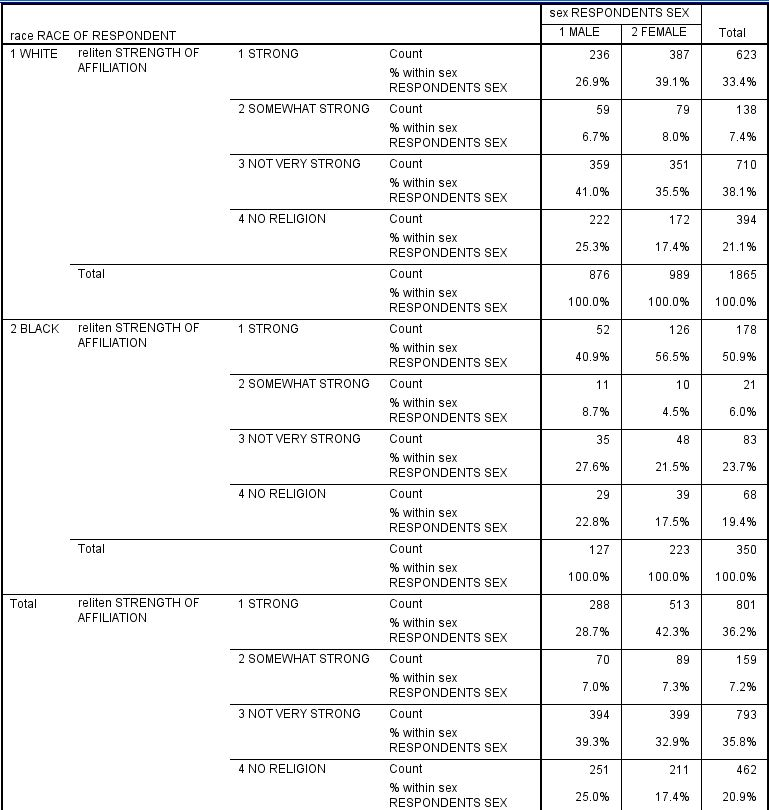 sex RESPONDENTS SEX
race RACE OF RESPONDENT 1 MALE 2 FEMALE Total
1 WHITE reliten STRENGTH OF AFFILIATION 1 STRONG Count 236 387 623
% within sex RESPONDENTS SEX 26.9% 39.1% 33.4%
2 SOMEWHAT STRONG Count 59 79 138
% within sex RESPONDENTS SEX 6.7% 8.0% 7.4%
3 NOT VERY STRONG Count 359 351 710
% within sex RESPONDENTS SEX 41.0% 35.5% 38.1%
4 NO RELIGION Count 222 172 394
% within sex RESPONDENTS SEX 25.3% 17.4% 21.1%
Total Count 876 989 1865
% within sex RESPONDENTS SEX 100.0% 100.0% 100.0%
2 BLACK reliten STRENGTH OF AFFILIATION 1 STRONG Count 52 126 178
% within sex RESPONDENTS SEX 40.9% 56.5% 50.9%
2 SOMEWHAT STRONG Count 11 10 21
% within sex RESPONDENTS SEX 8.7% 4.5% 6.0%
3 NOT VERY STRONG Count 35 48 83
% within sex RESPONDENTS SEX 27.6% 21.5% 23.7%
4 NO RELIGION Count 29 39 68
% within sex RESPONDENTS SEX 22.8% 17.5% 19.4%
Total Count 127 223 350
% within sex RESPONDENTS SEX 100.0% 100.0% 100.0%
Total reliten STRENGTH OF AFFILIATION 1 STRONG Count 288 513 801
% within sex RESPONDENTS SEX 28.7% 42.3% 36.2%
2 SOMEWHAT STRONG Count 70 89 159
% within sex RESPONDENTS SEX 7.0% 7.3% 7.2%
3 NOT VERY STRONG Count 394 399 793
% within sex RESPONDENTS SEX 39.3% 32.9% 35.8%
4 NO RELIGION Count 251 211 462
% within sex RESPONDENTS SEX 25.0% 17.4% 20.9%